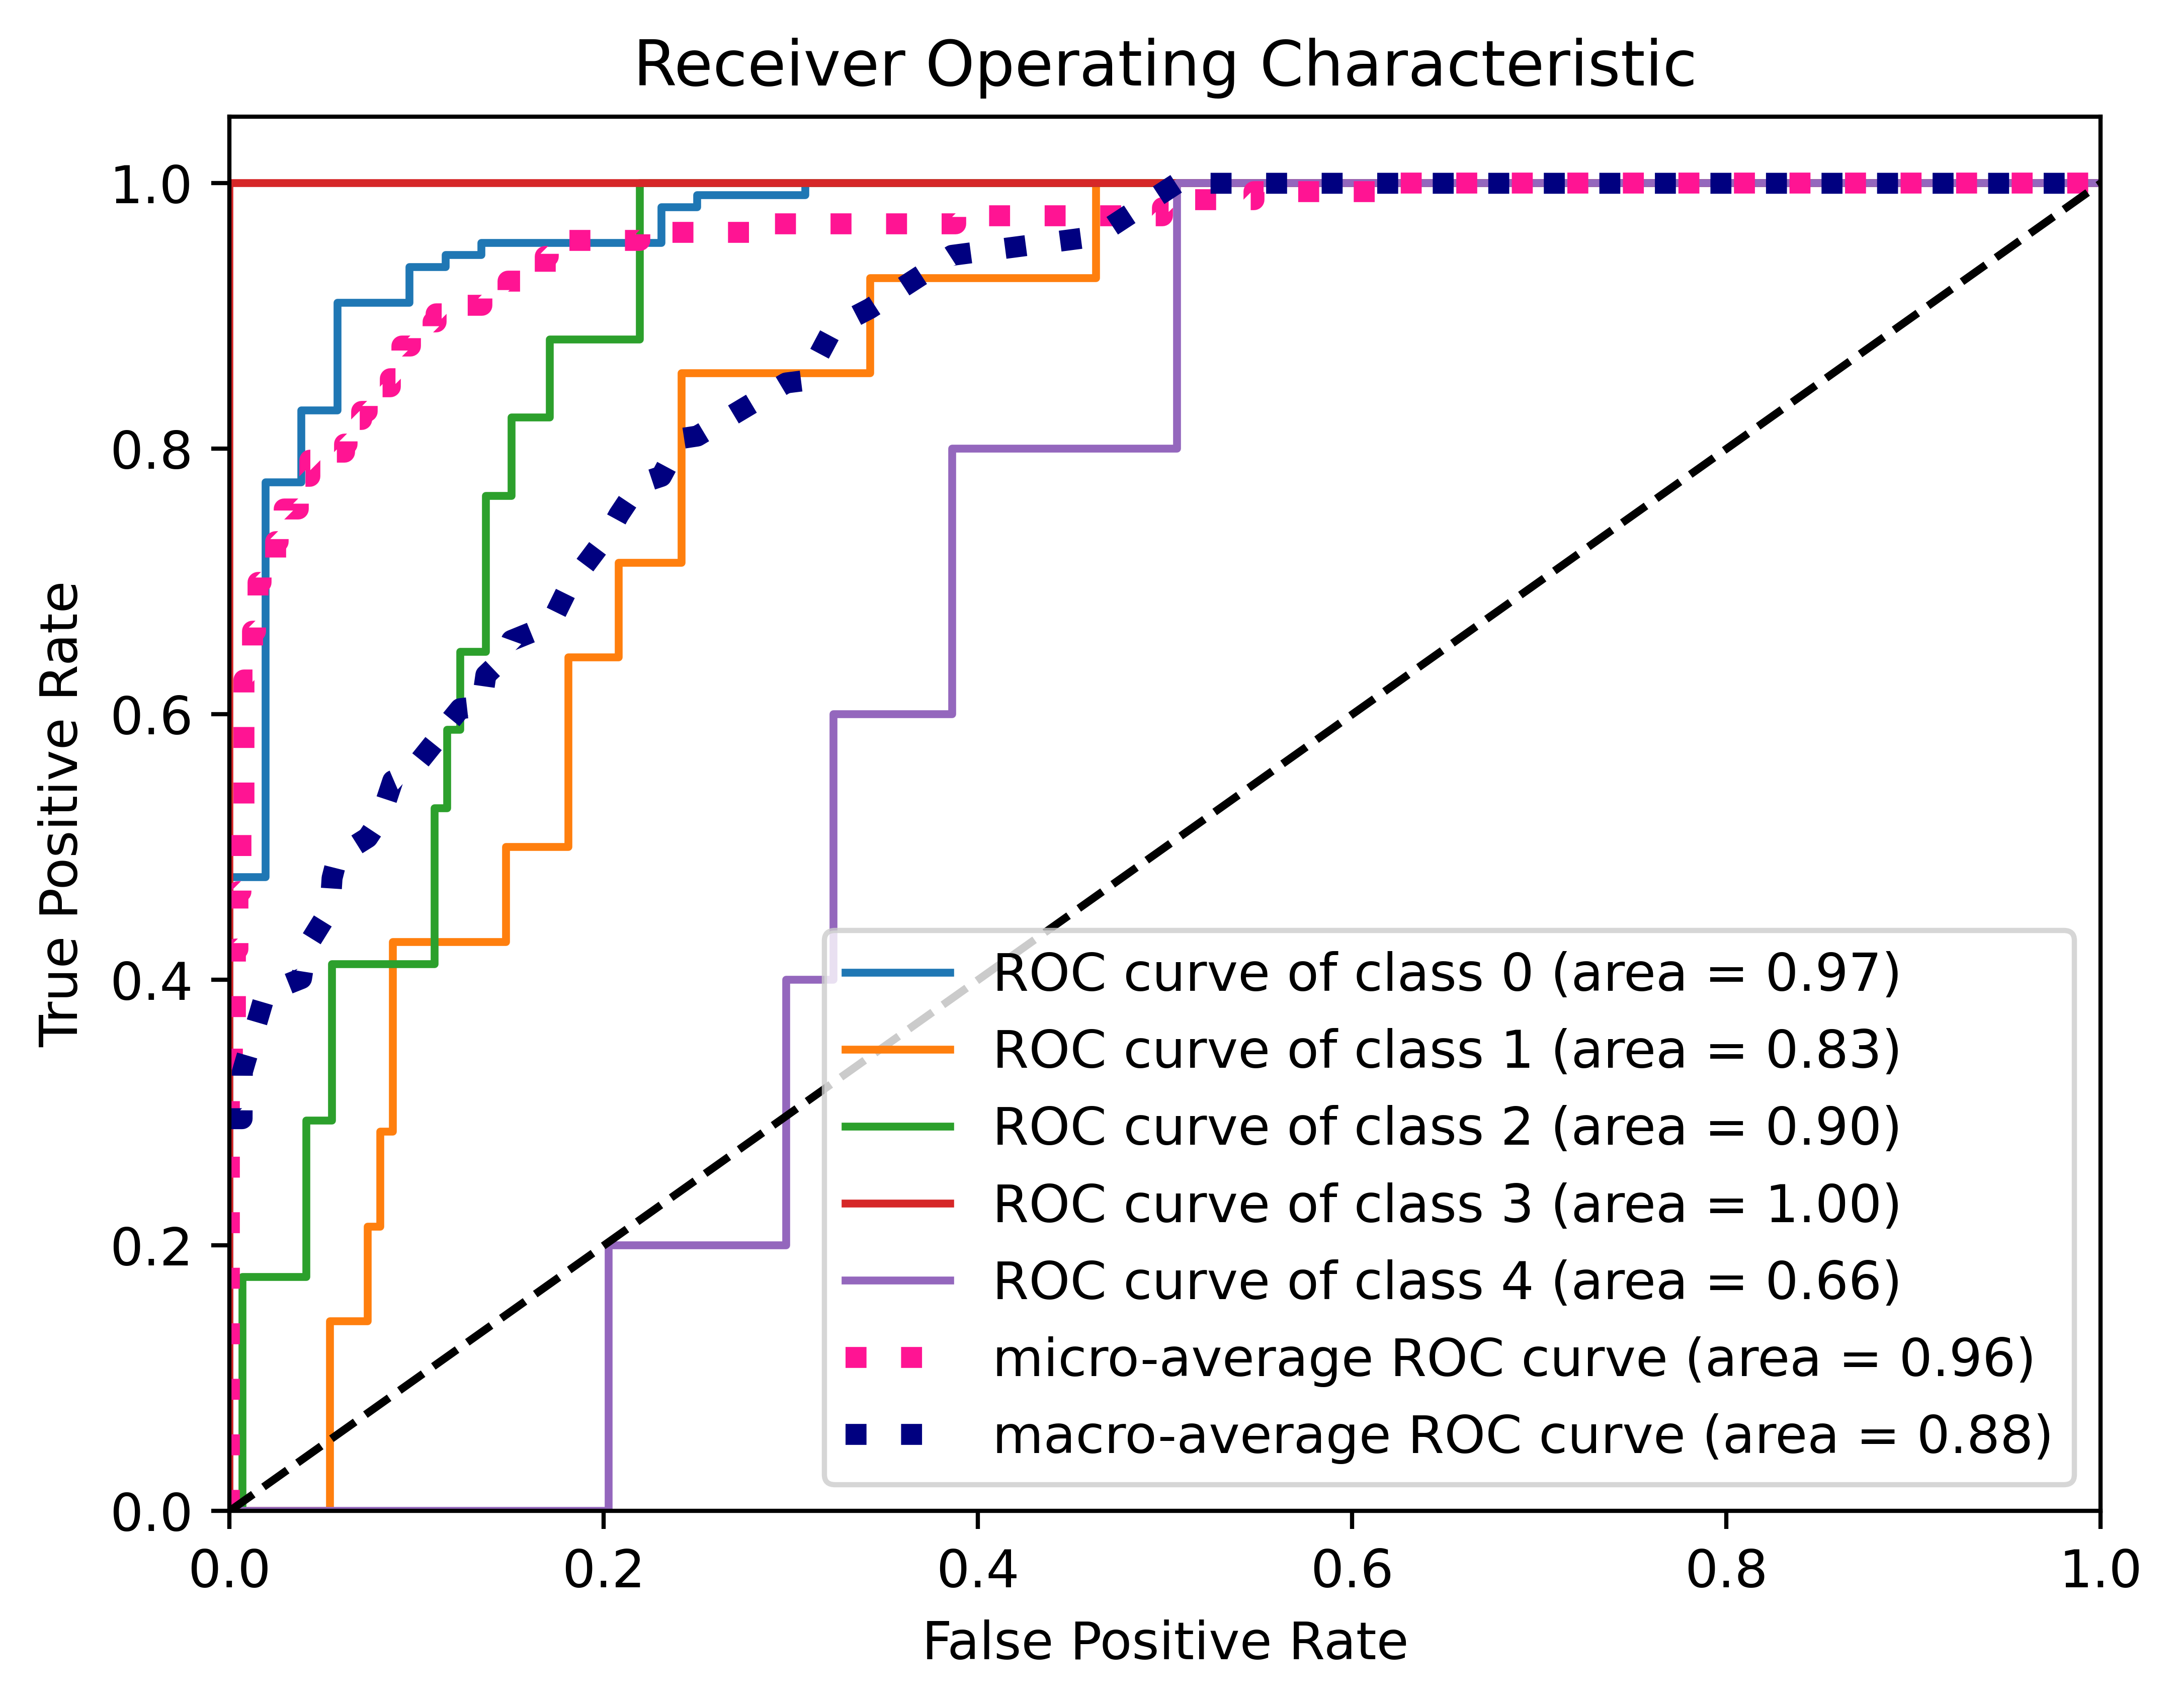 Receiver Operating Characteristic
1.0
0.8
0.6
0.4
0.2
0.0
True Positive Rate
ROC curve of class 0 (area = 0.97)
ROC curve of class 1 (area = 0.83)
ROC curve of class 2 (area = 0.90)
ROC curve of class 3 (area = 1.00)
ROC curve of class 4 (area = 0.66)
micro-average ROC curve (area = 0.96)
macro-average ROC curve (area = 0.88)
0.0 0.2 0.4 0.6 0.8 1.0
False Positive Rate